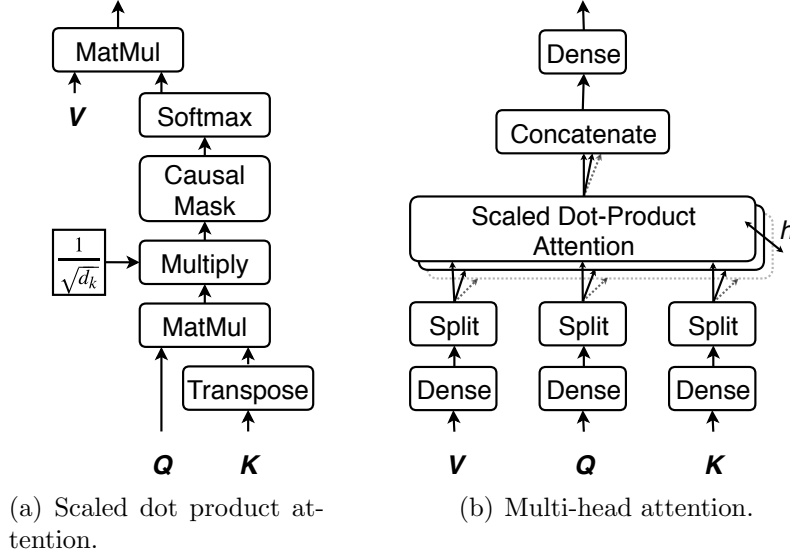 MatMul
V
Softmax
Causal
Mask
1
√d_k
Multiply
MatMul
Transpose
Q K
(a) Scaled dot product at-
tention.
Dense
Concatenate
Scaled Dot-Product
Attention
h
Split Split Split
Dense Dense Dense
V Q K
(b) Multi-head attention.